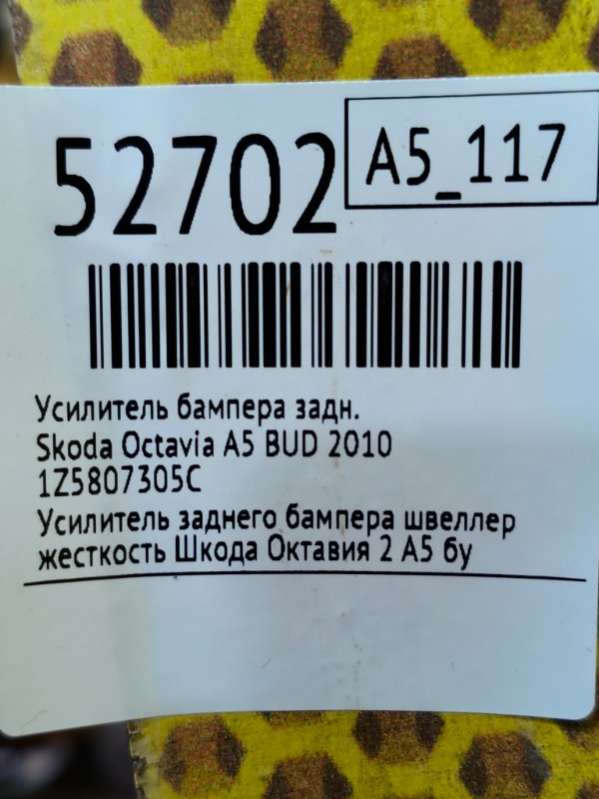 52702
A5_117
Усилитель бампера задн.
Skoda Octavia A5 BUD 2010
1Z5807305C
Усилитель заднего бампера швеллер
жесткость Шкода Октавия 2 А5 бу